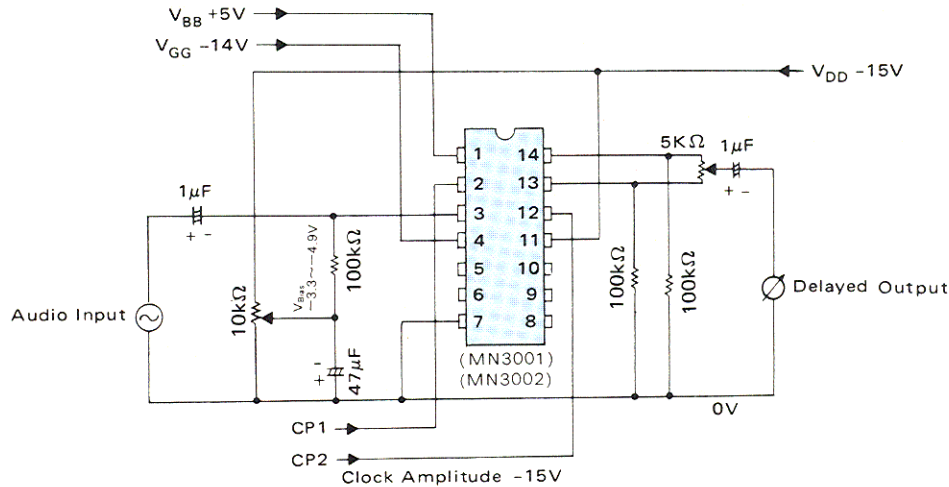 V_BB +5V
V_GG -14V
V_DD -15V
1 14
2 13
3 12
4 11
5 10
6 9
7 8
(MN3001)
(MN3002)
1μF
+ -
Audio Input
10kΩ
V_Bias
-3.3~-4.9V
100kΩ
+ -
47μF
5KΩ
1μF
+ -
100kΩ
100kΩ
Delayed Output
0V
CP1
CP2
Clock Amplitude -15V